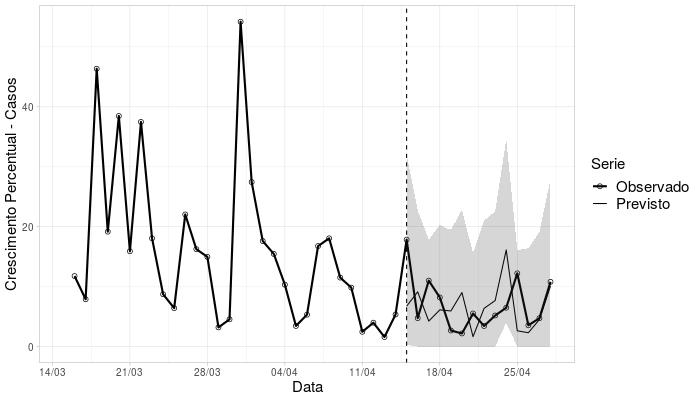 Crescimento Percentual - Casos
40
20
0
14/03 21/03 28/03 04/04 11/04 18/04 25/04
Data
Serie
Observado
Previsto